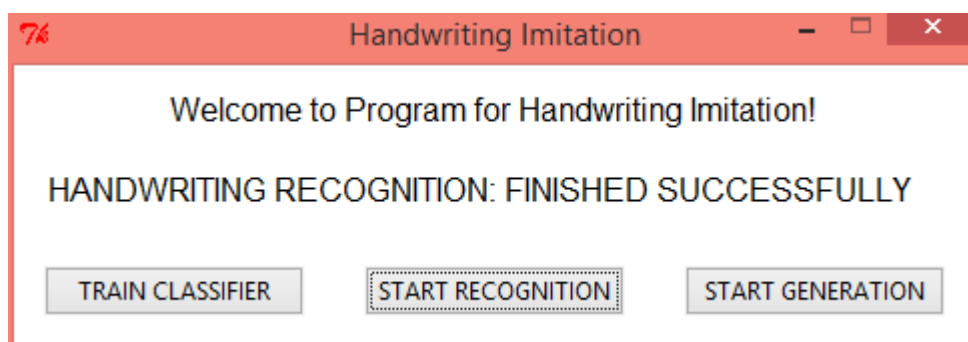 Handwriting Imitation
Welcome to Program for Handwriting Imitation!
HANDWRITING RECOGNITION: FINISHED SUCCESSFULLY
TRAIN CLASSIFIER START RECOGNITION START GENERATION